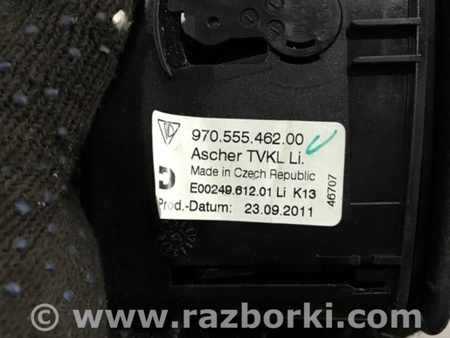 970.555.462.00
Ascher TVKL Li.
Made in Czech Republic
E00249.612.01 Li K13
Prod.-Datum: 23.09.2011
46707
© www.razborki.com